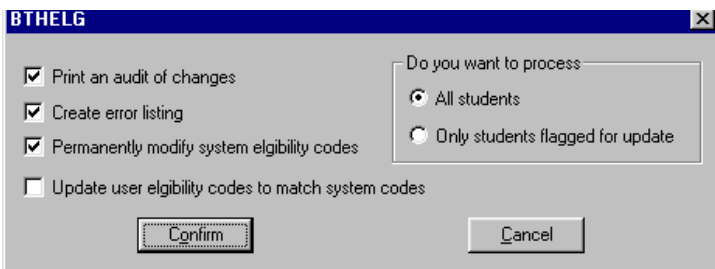 BTHELG
Print an audit of changes
Create error listing
Permanently modify system elgibility codes
Update user elgibility codes to match system codes
Do you want to process
All students
Only students flagged for update
Confirm
Cancel